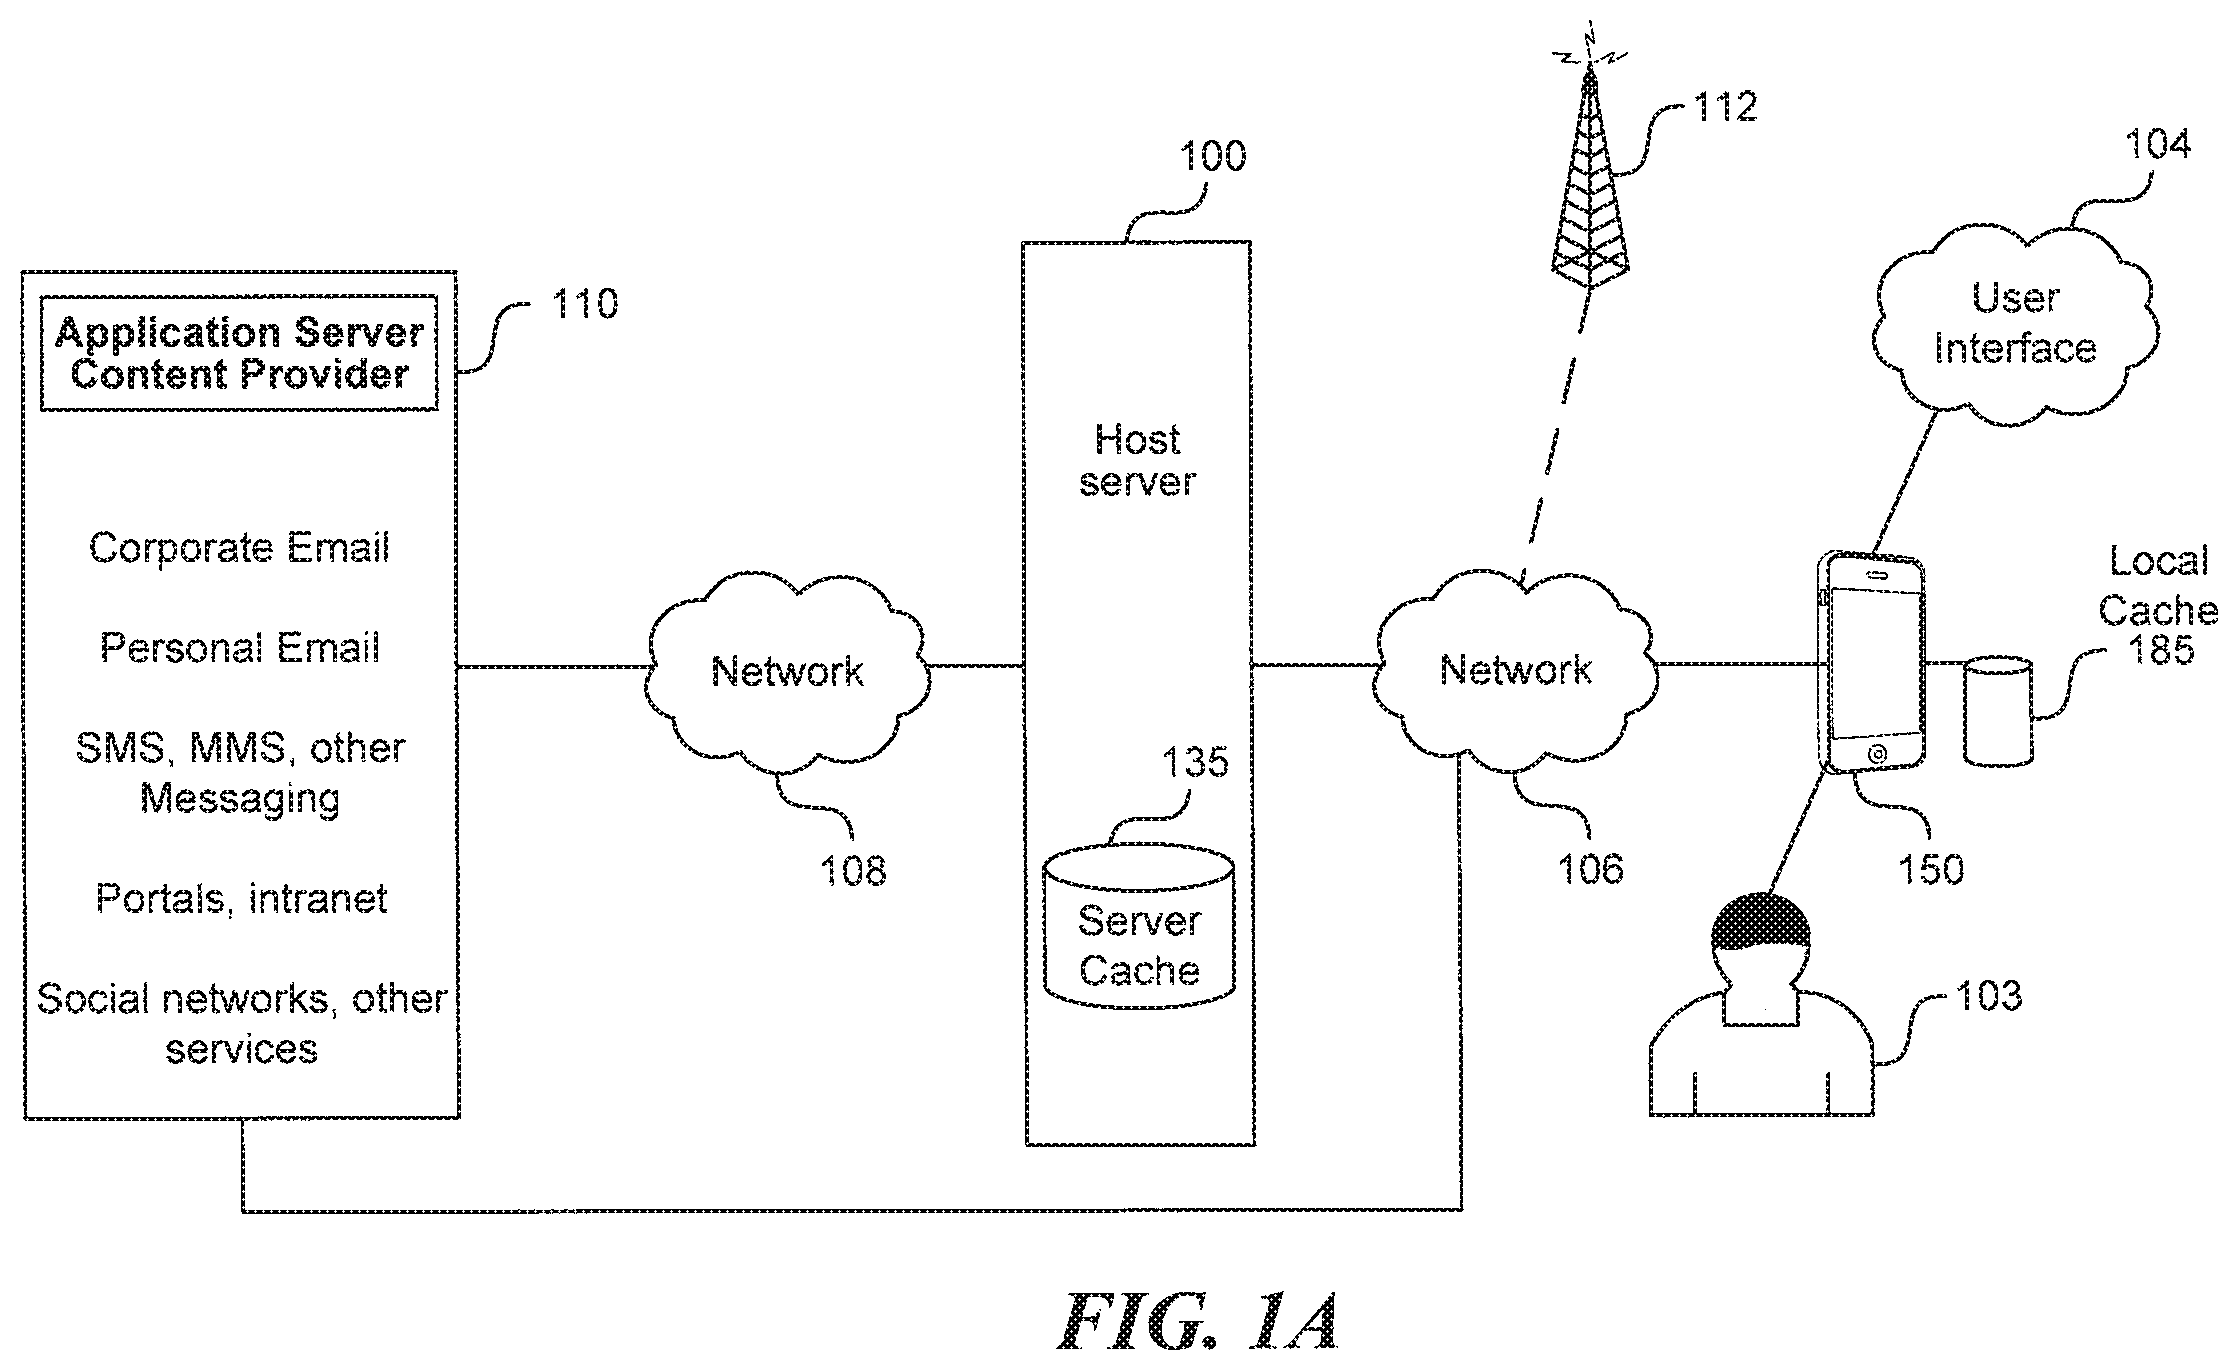 112
104
100
110
Application Server
Content Provider
User
Interface
Host
server
Corporate Email
Local
Cache
185
Personal Email
Network
Network
SMS, MMS, other
Messaging
135
108
106
150
Portals, intranet
Server
Cache
Social networks, other
services
103
FIG. 1A